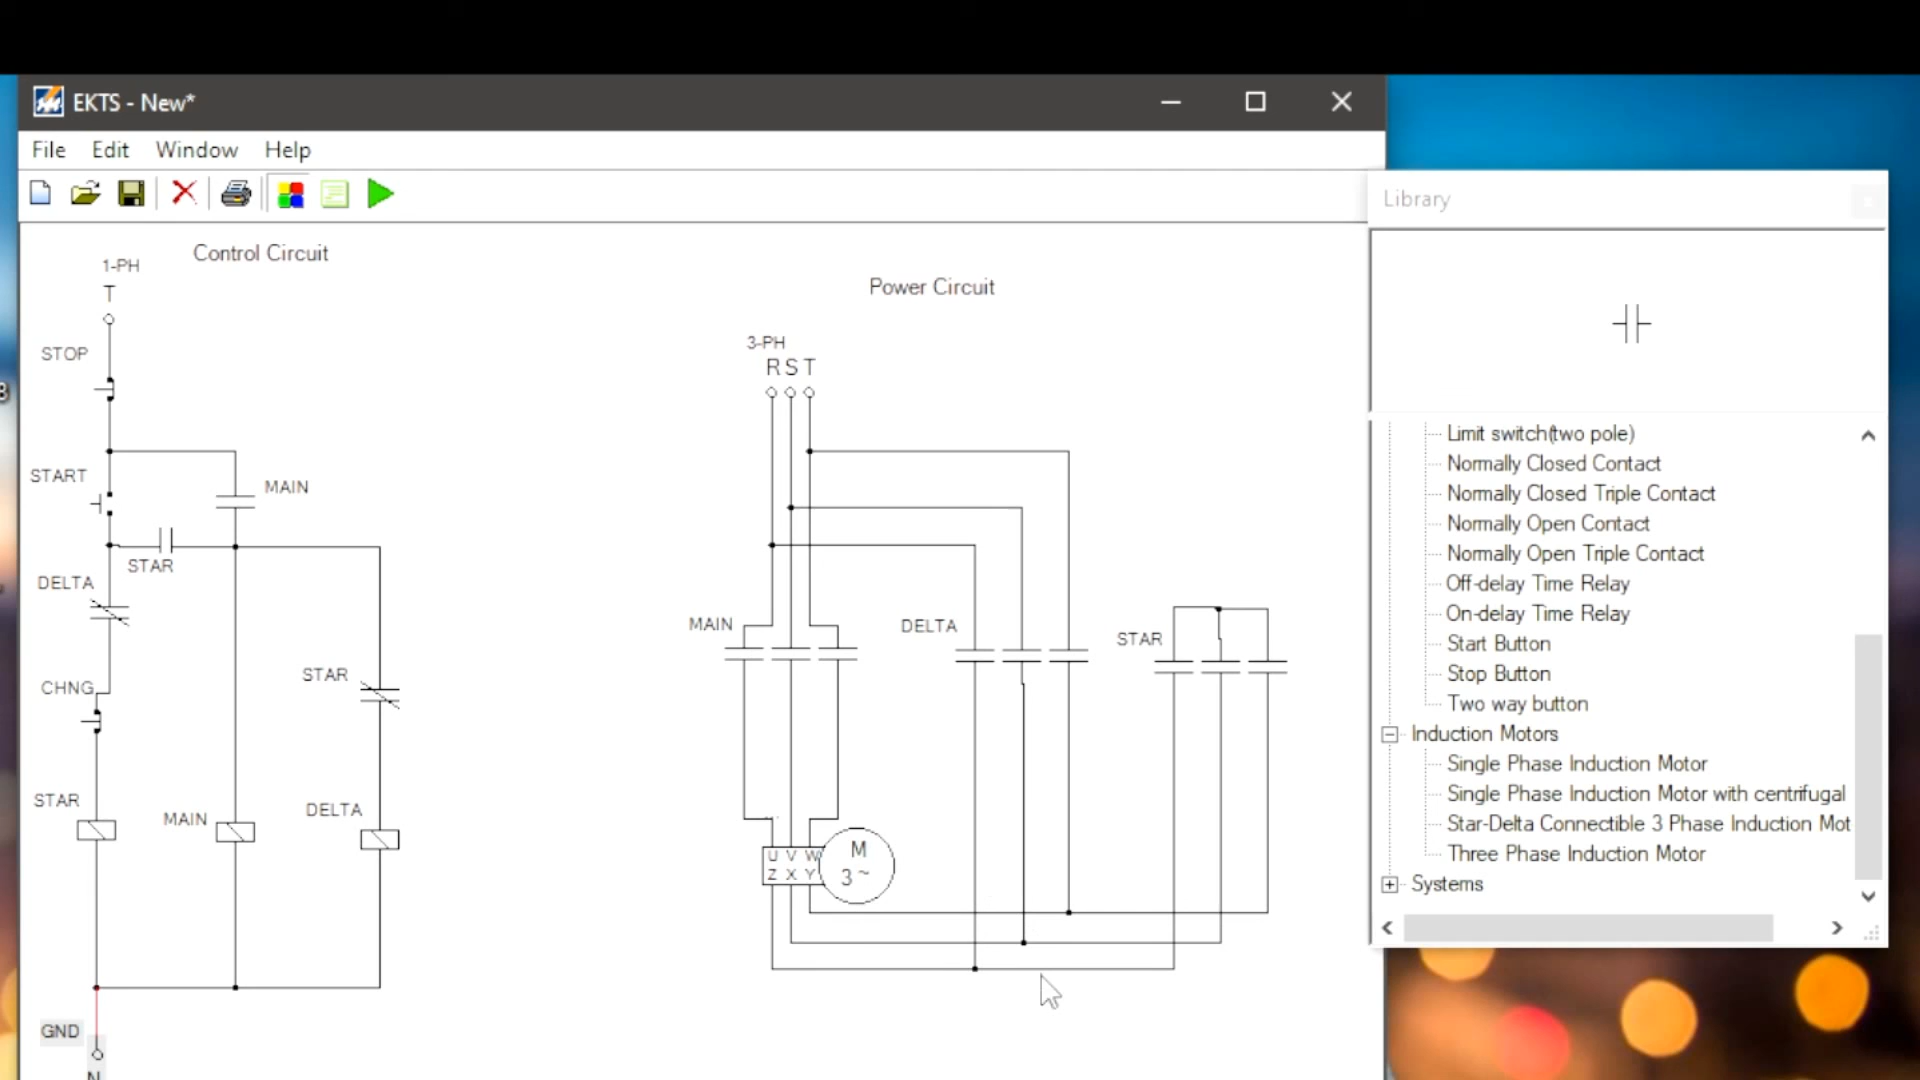 EKTS - New*
File Edit Window Help
Library
Control Circuit
1-PH
T
STOP
START
MAIN
STAR
DELTA
CHNG
STAR
STAR
MAIN
DELTA
GND
N
Power Circuit
3-PH
R S T
MAIN
DELTA
STAR
U V W
Z X Y
M
3 ~
Limit switch(two pole)
Normally Closed Contact
Normally Closed Triple Contact
Normally Open Contact
Normally Open Triple Contact
Off-delay Time Relay
On-delay Time Relay
Start Button
Stop Button
Two way button
Induction Motors
Single Phase Induction Motor
Single Phase Induction Motor with centrifugal
Star-Delta Connectible 3 Phase Induction Mot
Three Phase Induction Motor
Systems